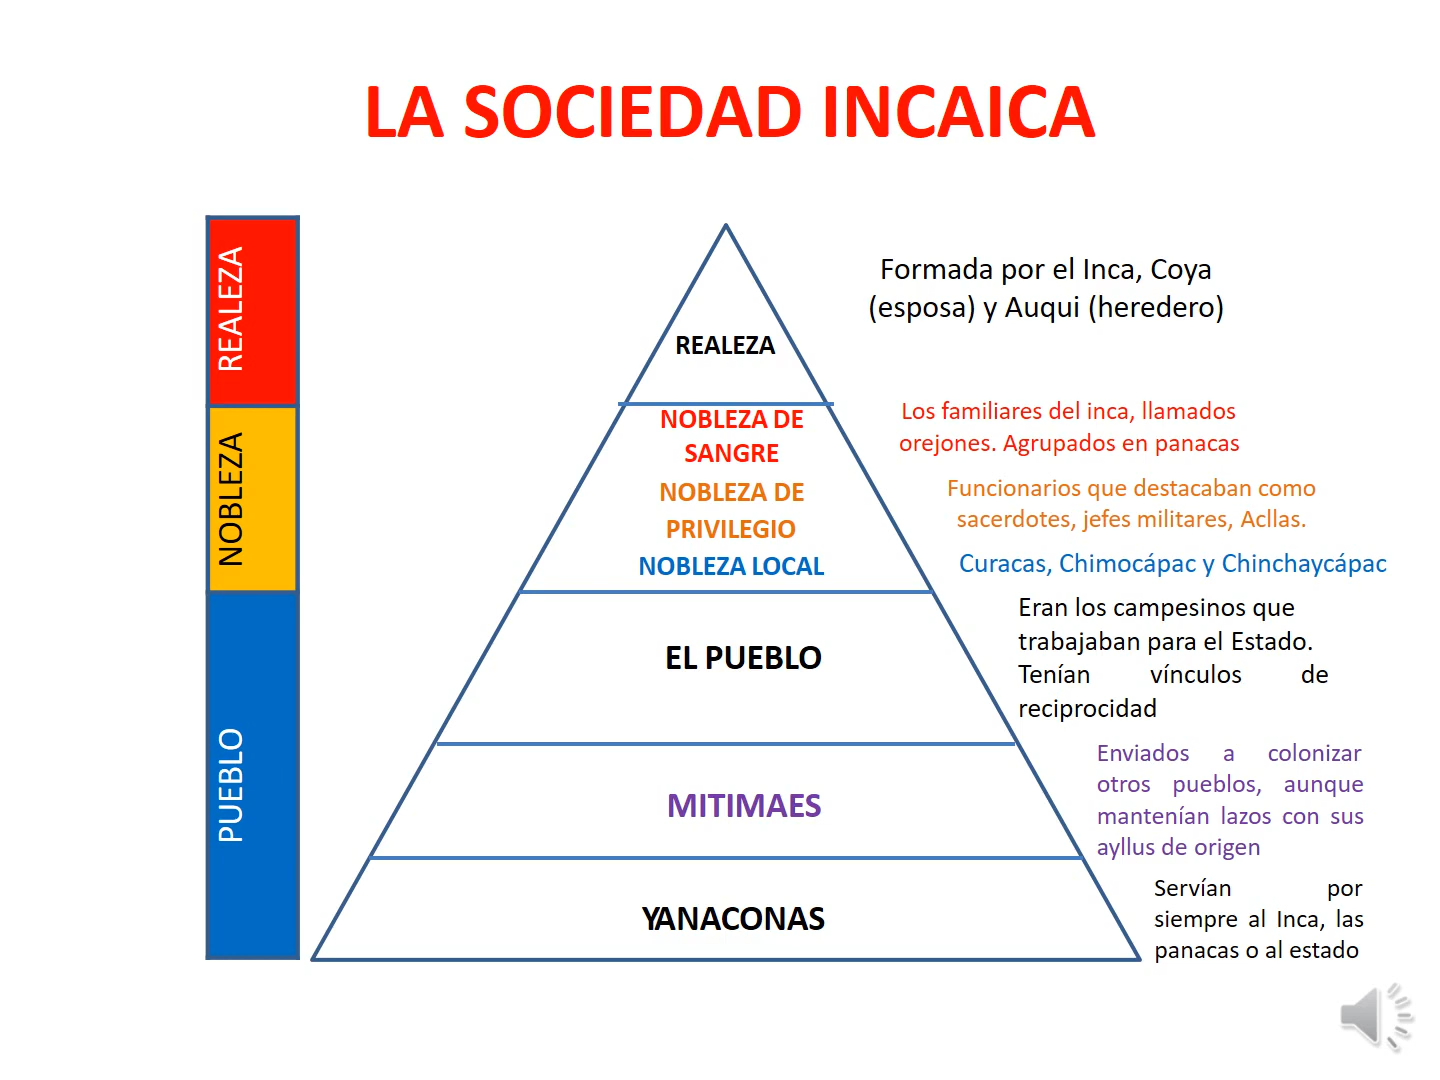 LA SOCIEDAD INCAICA
REALEZA
NOBLEZA
PUEBLO
REALEZA
Formada por el Inca, Coya
(esposa) y Auqui (heredero)
NOBLEZA DE
SANGRE
Los familiares del inca, llamados
orejones. Agrupados en panacas
NOBLEZA DE
PRIVILEGIO
Funcionarios que destacaban como
sacerdotes, jefes militares, Acllas.
NOBLEZA LOCAL
Curacas, Chimocápac y Chinchaycápac
EL PUEBLO
Eran los campesinos que
trabajaban para el Estado.
Tenían vínculos de
reciprocidad
MITIMAES
Enviados a colonizar
otros pueblos, aunque
mantenían lazos con sus
ayllus de origen
YANACONAS
Servían por
siempre al Inca, las
panacas o al estado